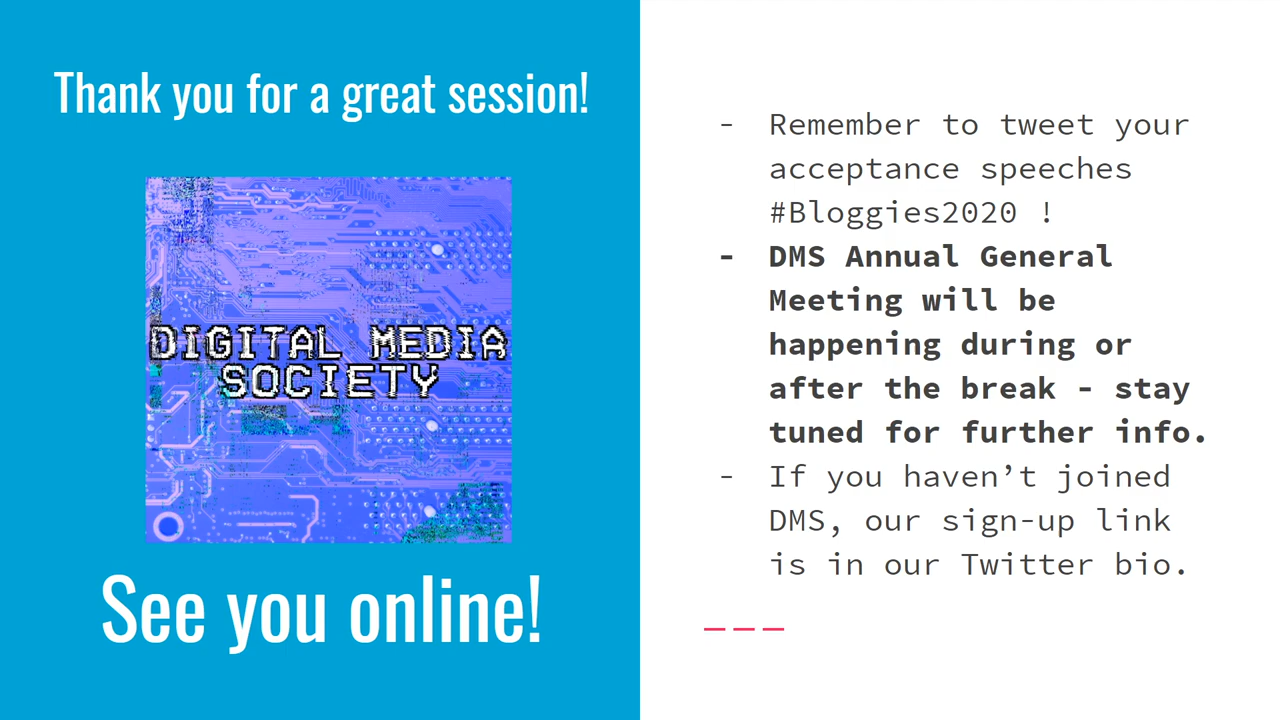 Thank you for a great session!
DIGITAL MEDIA
SOCIETY
See you online!
- Remember to tweet your
acceptance speeches
#Bloggies2020 !
- DMS Annual General
Meeting will be
happening during or
after the break - stay
tuned for further info.
- If you haven’t joined
DMS, our sign-up link
is in our Twitter bio.